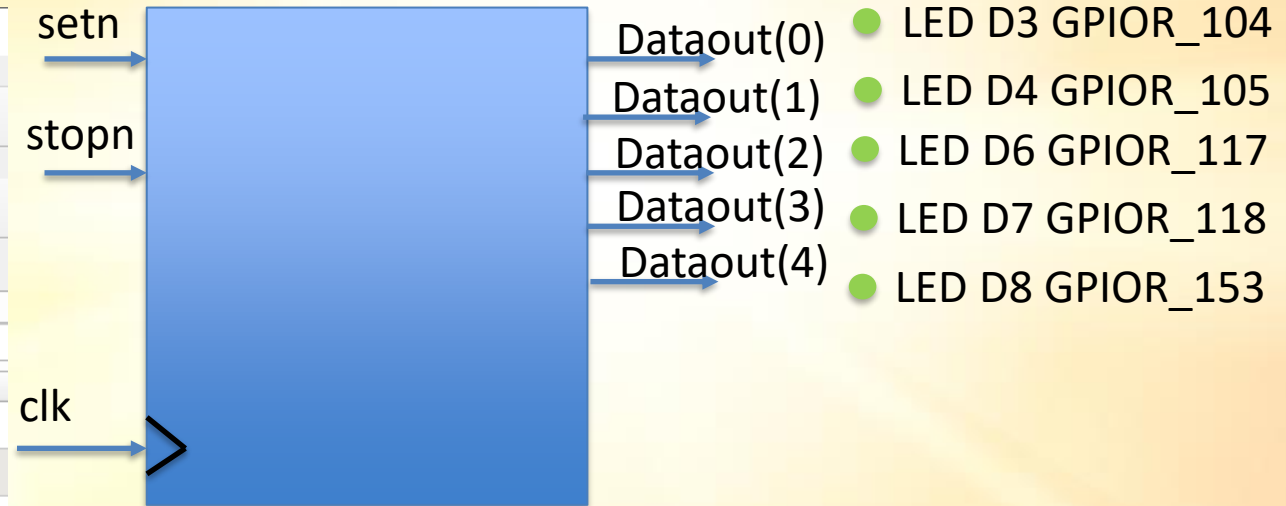 setn
Dataout(0) LED D3 GPIOR_104
Dataout(1) LED D4 GPIOR_105
stopn
Dataout(2) LED D6 GPIOR_117
Dataout(3) LED D7 GPIOR_118
Dataout(4) LED D8 GPIOR_153
clk